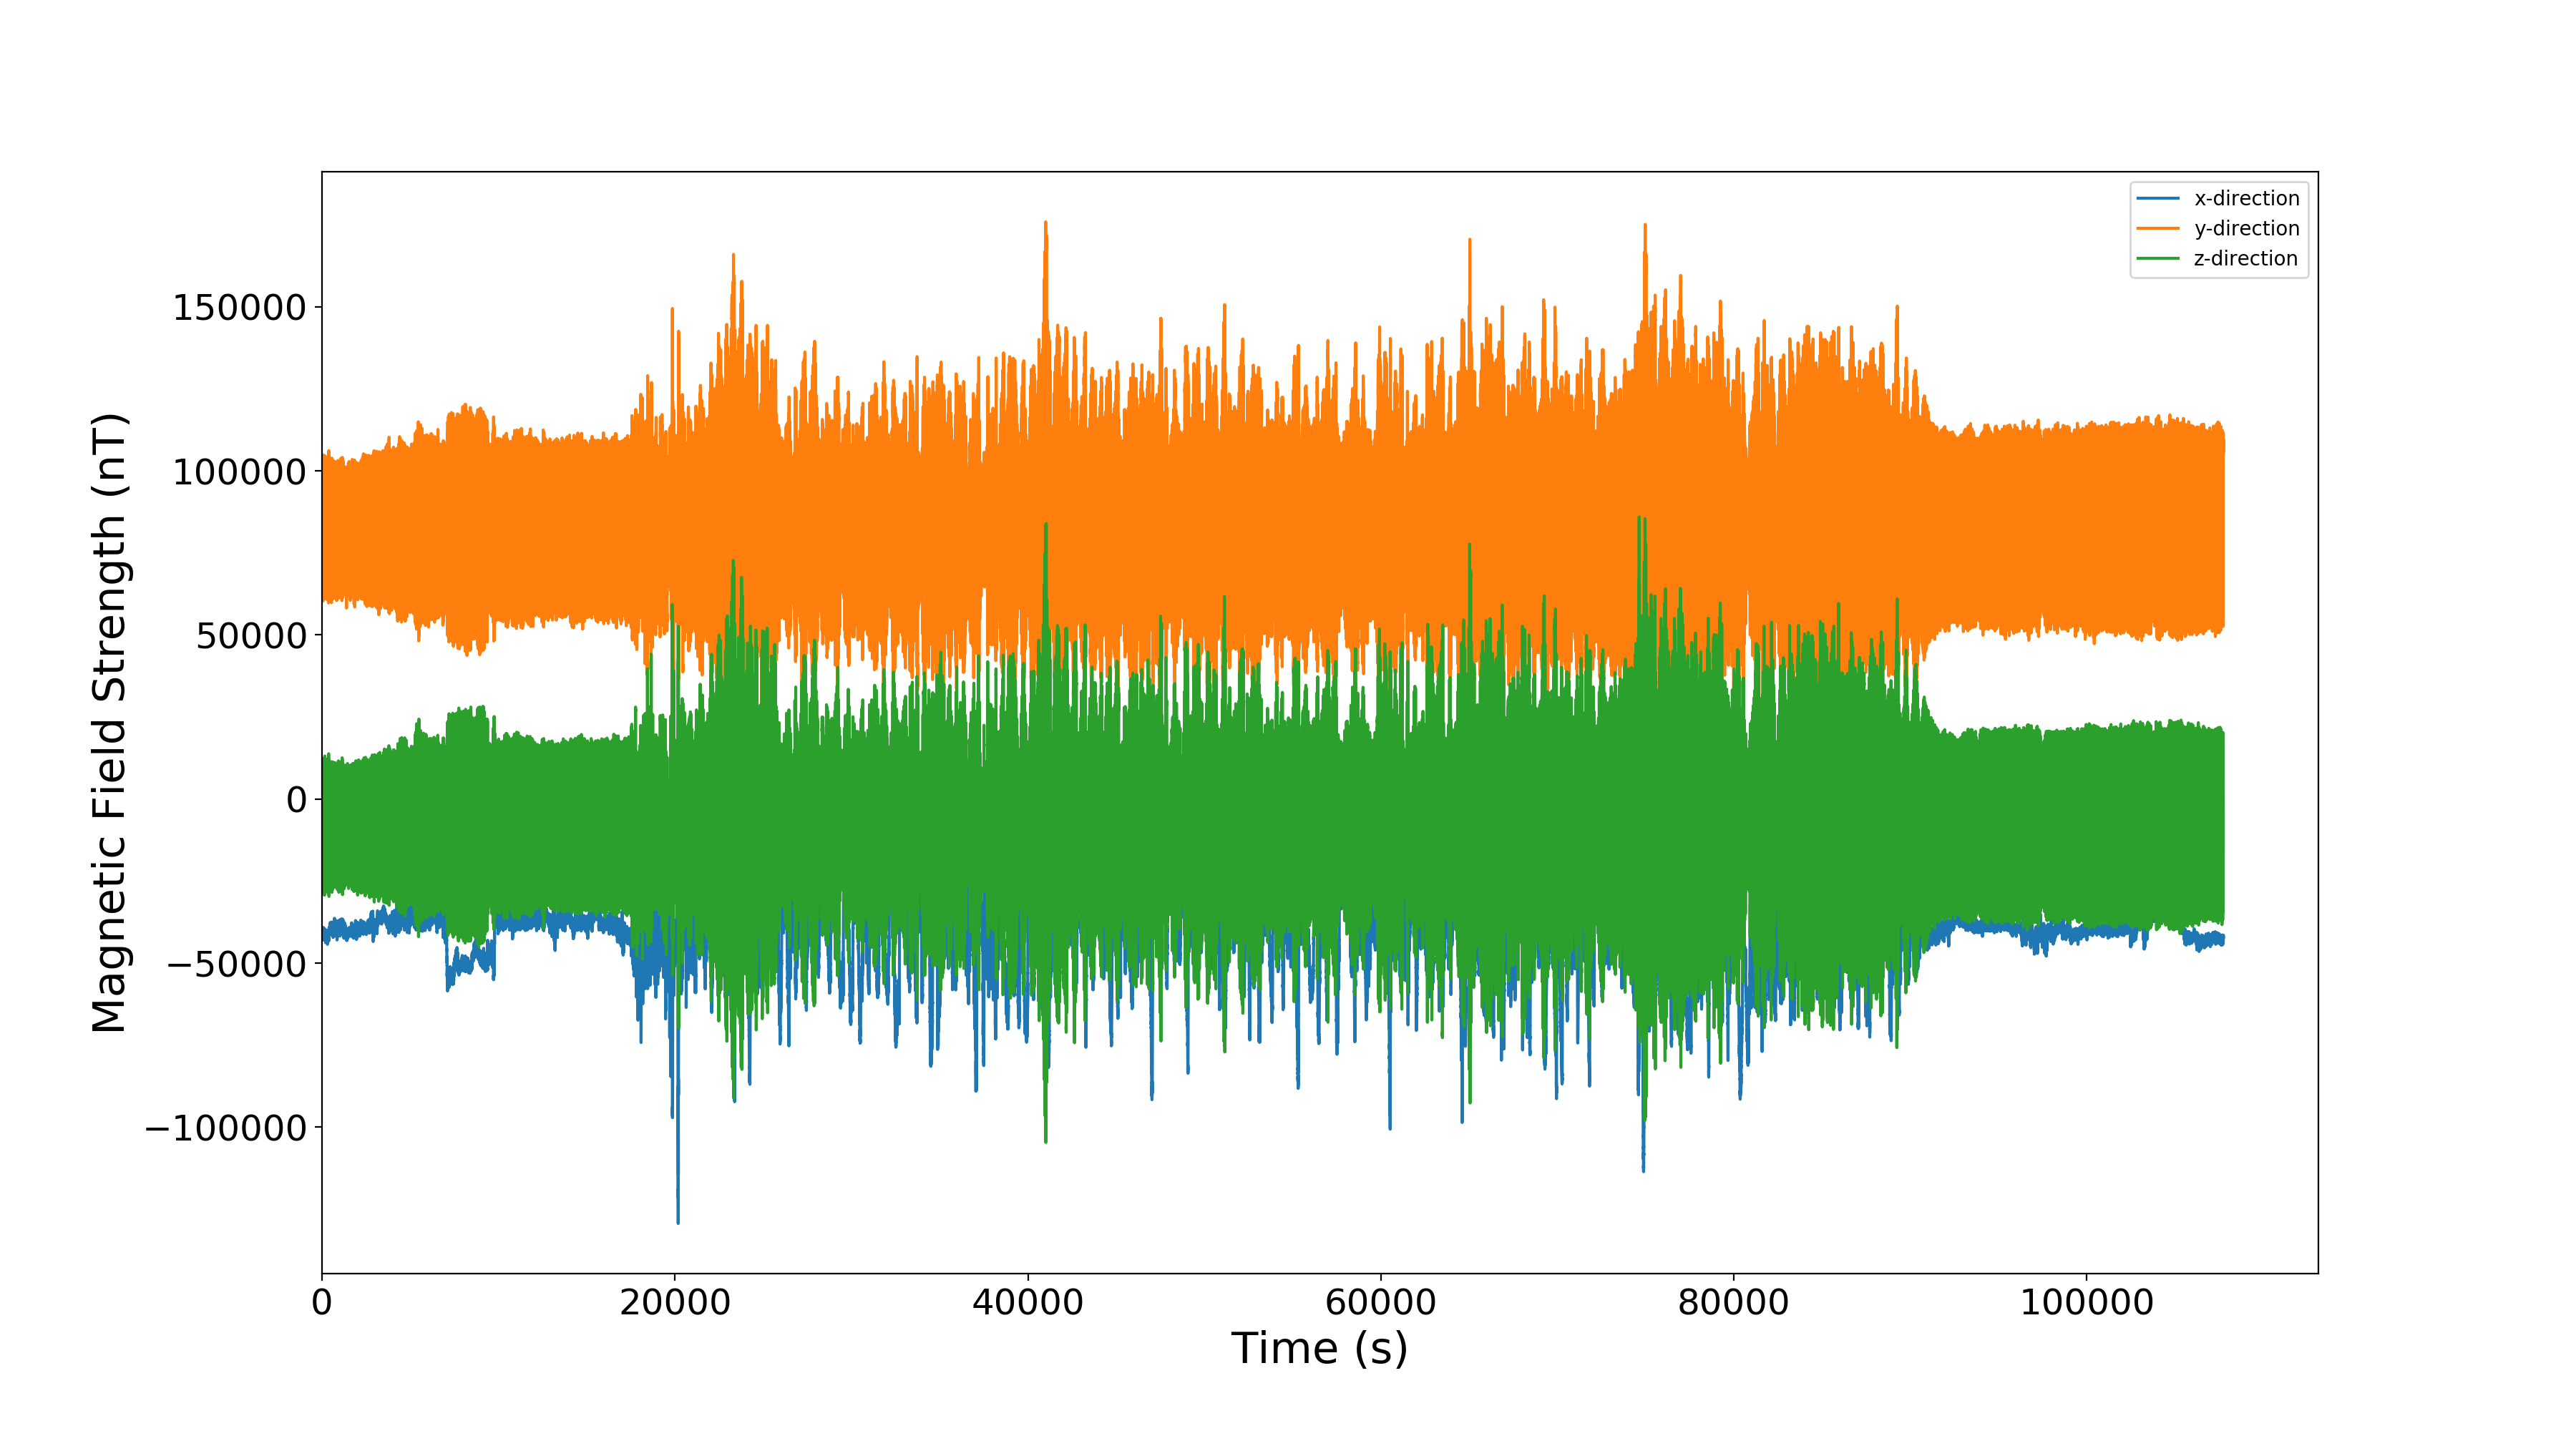 x-direction
y-direction
z-direction
150000
100000
50000
0
−50000
−100000
Magnetic Field Strength (nT)
0 20000 40000 60000 80000 100000
Time (s)